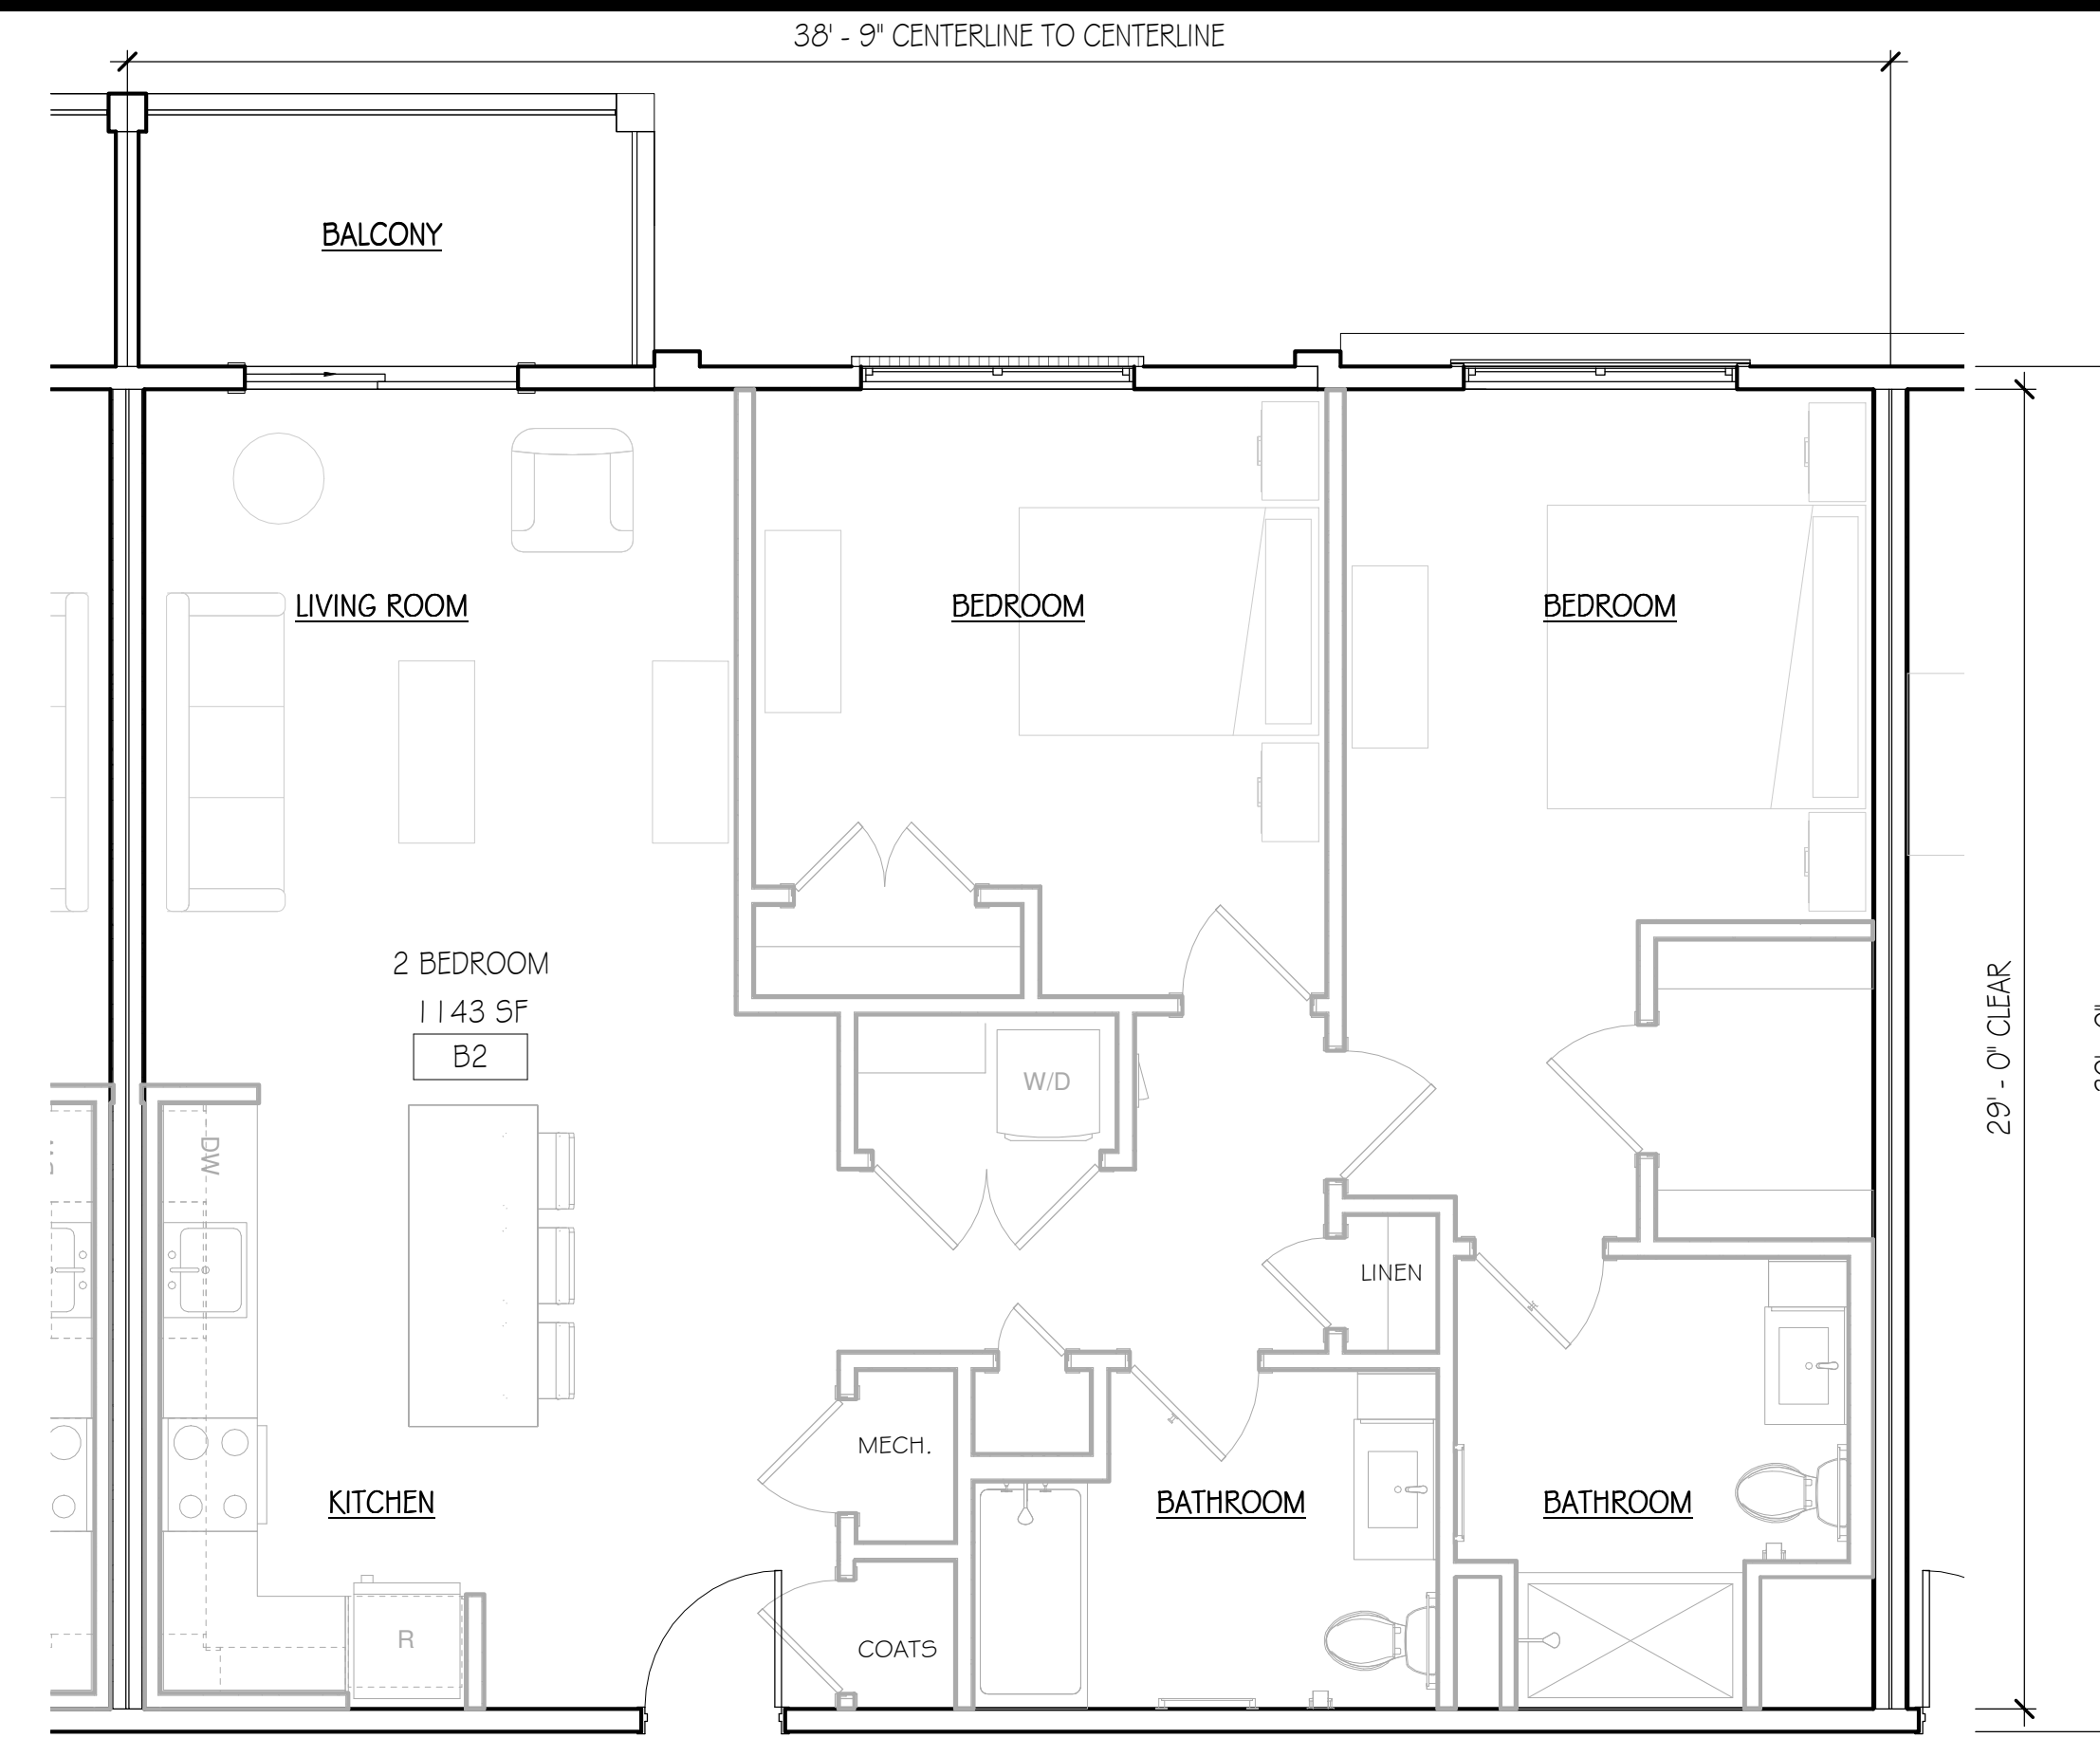 38' - 9" CENTERLINE TO CENTERLINE
BALCONY
LIVING ROOM
BEDROOM
BEDROOM
2 BEDROOM
1143 SF
B2
29' - 0" CLEAR
W/D
DW
LINEN
MECH.
KITCHEN
BATHROOM
BATHROOM
R
COATS